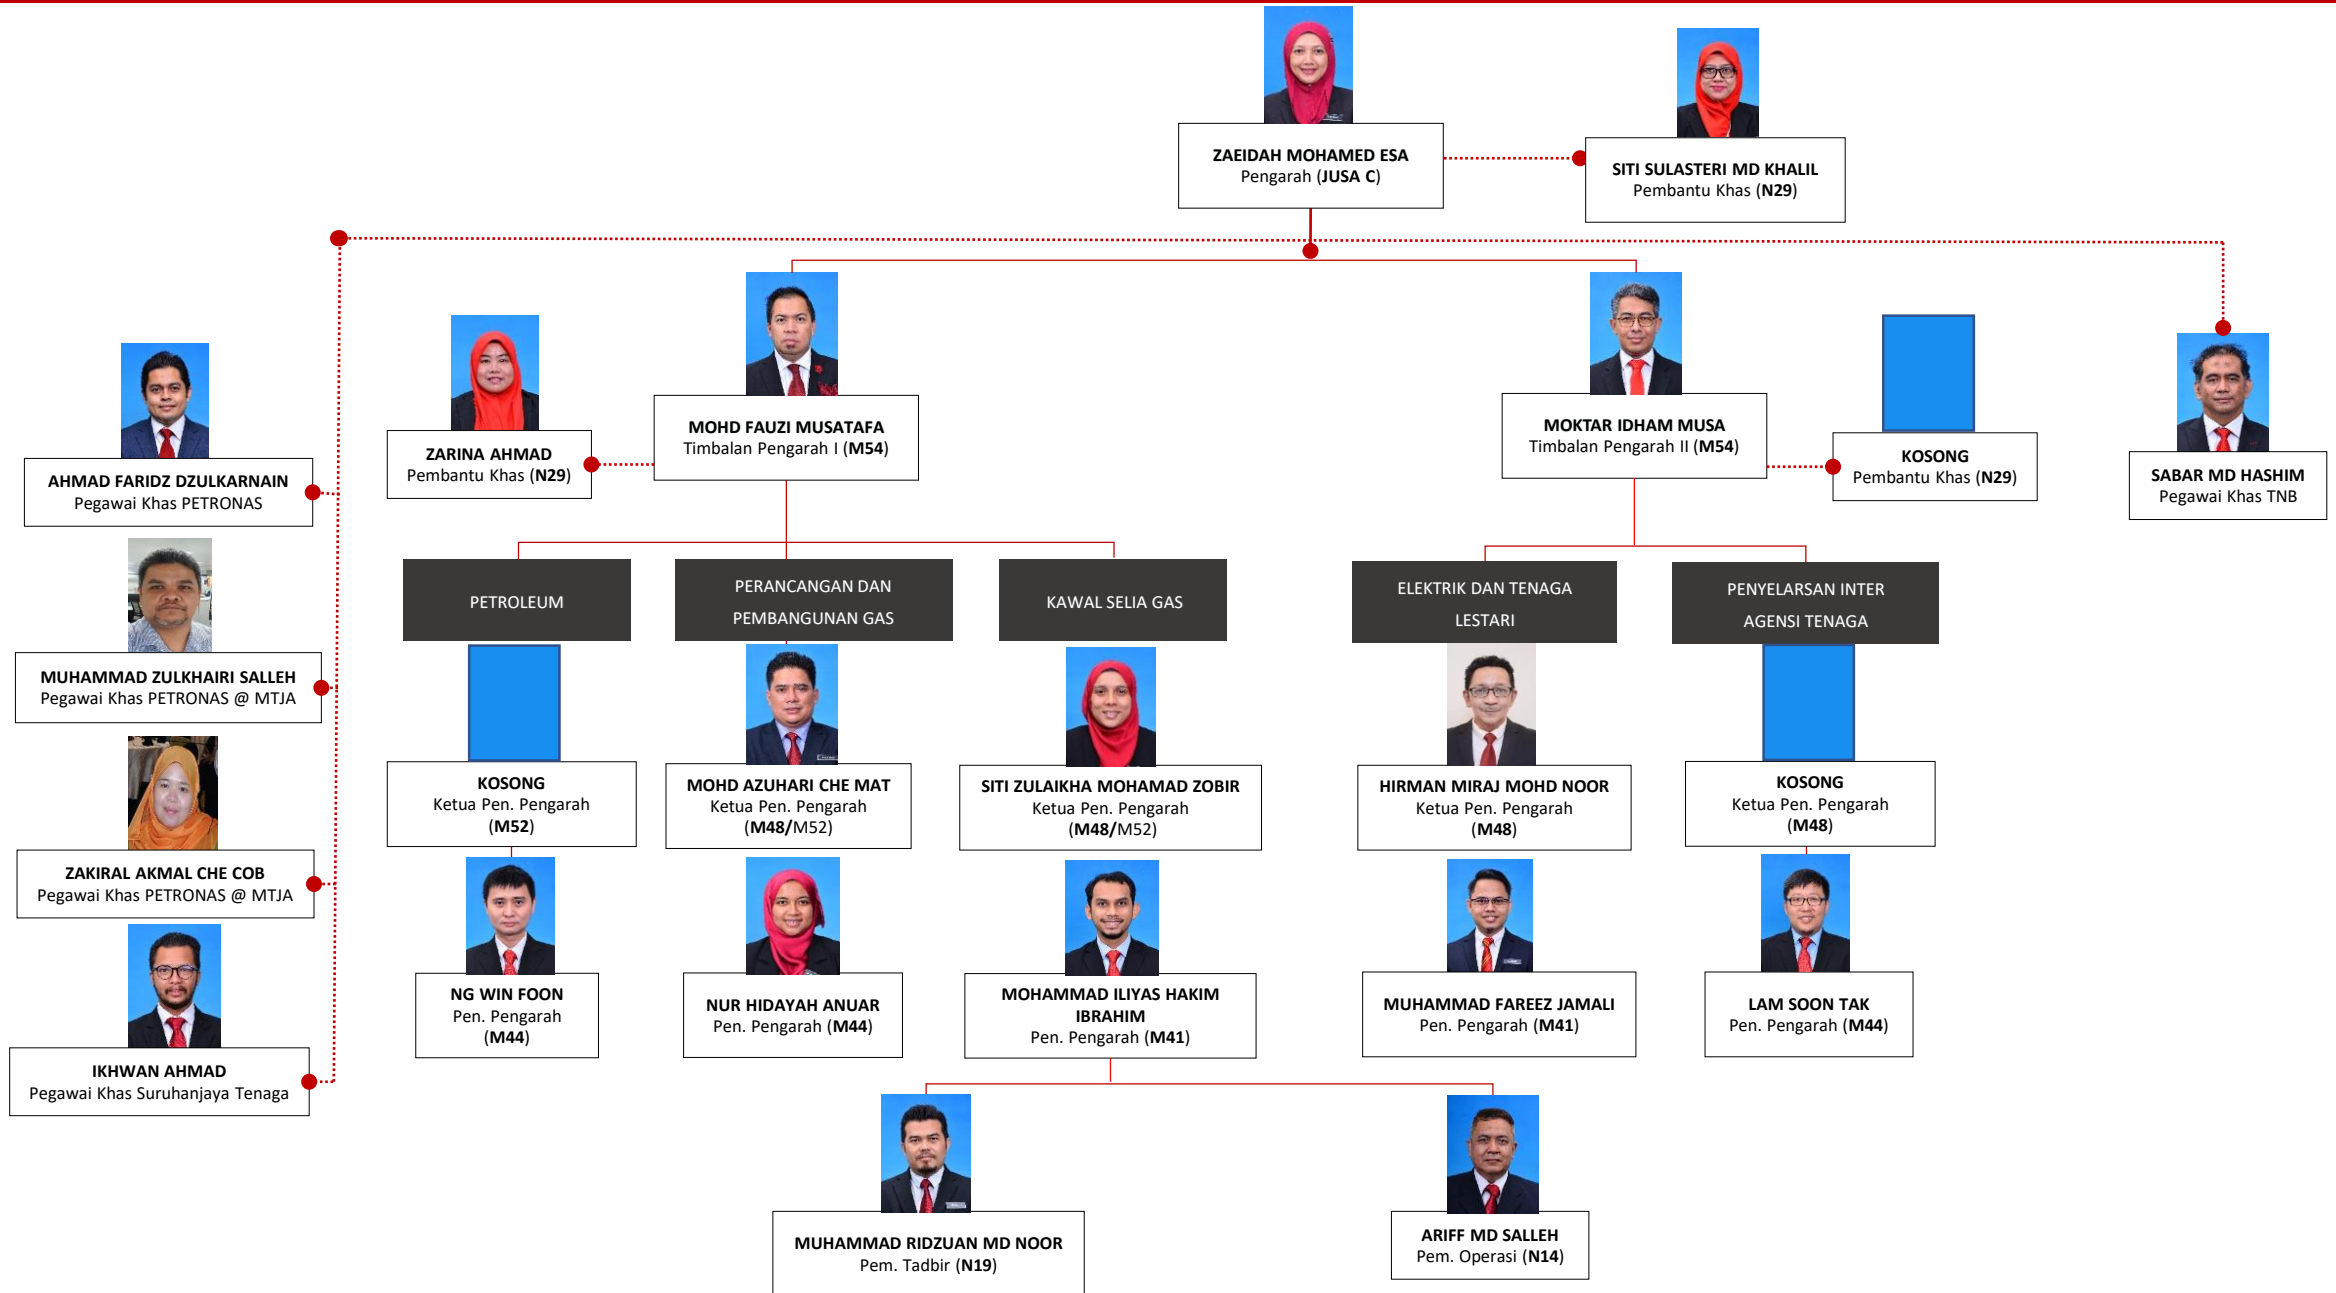 ZAEIDAH MOHAMED ESA
Pengarah (JUSA C)
SITI SULASTERI MD KHALIL
Pembantu Khas (N29)
MOHD FAUZI MUSATAFA
Timbalan Pengarah I (M54)
ZARINA AHMAD
Pembantu Khas (N29)
MOKTAR IDHAM MUSA
Timbalan Pengarah II (M54)
KOSONG
Pembantu Khas (N29)
SABAR MD HASHIM
Pegawai Khas TNB
AHMAD FARIDZ DZULKARNAIN
Pegawai Khas PETRONAS
MUHAMMAD ZULKHAIRI SALLEH
Pegawai Khas PETRONAS @ MTJA
ZAKIRAL AKMAL CHE COB
Pegawai Khas PETRONAS @ MTJA
IKHWAN AHMAD
Pegawai Khas Suruhanjaya Tenaga
PETROLEUM
KOSONG
Ketua Pen. Pengarah
(M52)
NG WIN FOON
Pen. Pengarah
(M44)
PERANCANGAN DAN
PEMBANGUNAN GAS
MOHD AZUHARI CHE MAT
Ketua Pen. Pengarah
(M48/M52)
NUR HIDAYAH ANUAR
Pen. Pengarah (M44)
KAWAL SELIA GAS
SITI ZULAIKHA MOHAMAD ZOBIR
Ketua Pen. Pengarah
(M48/M52)
MOHAMMAD ILIYAS HAKIM
IBRAHIM
Pen. Pengarah (M41)
ELEKTRIK DAN TENAGA
LESTARI
HIRMAN MIRAJ MOHD NOOR
Ketua Pen. Pengarah
(M48)
MUHAMMAD FAREEZ JAMALI
Pen. Pengarah (M41)
PENYELARSAN INTER
AGENSI TENAGA
KOSONG
Ketua Pen. Pengarah
(M48)
LAM SOON TAK
Pen. Pengarah (M44)
MUHAMMAD RIDZUAN MD NOOR
Pem. Tadbir (N19)
ARIFF MD SALLEH
Pem. Operasi (N14)